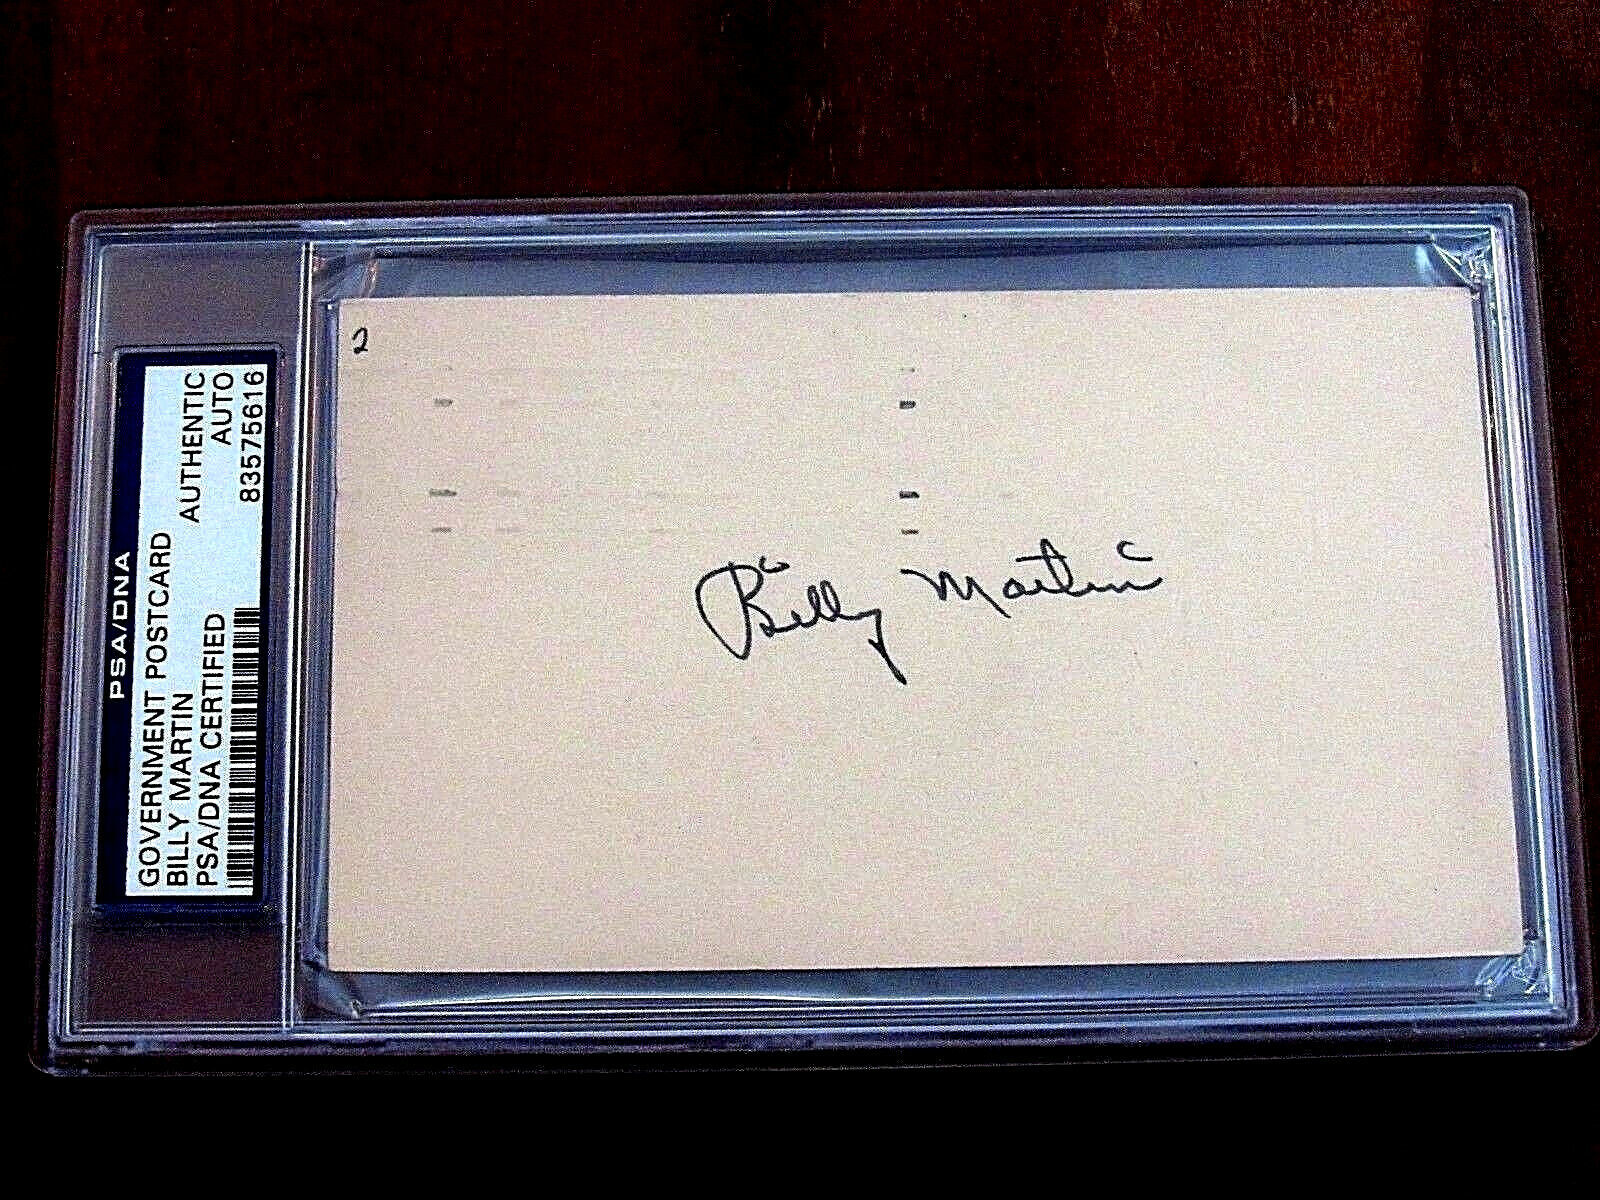 PSA/DNA
GOVERNMENT POSTCARD
BILLY MARTIN AUTHENTIC
PSA/DNA CERTIFIED AUTO
83575616
2
Billy Martin